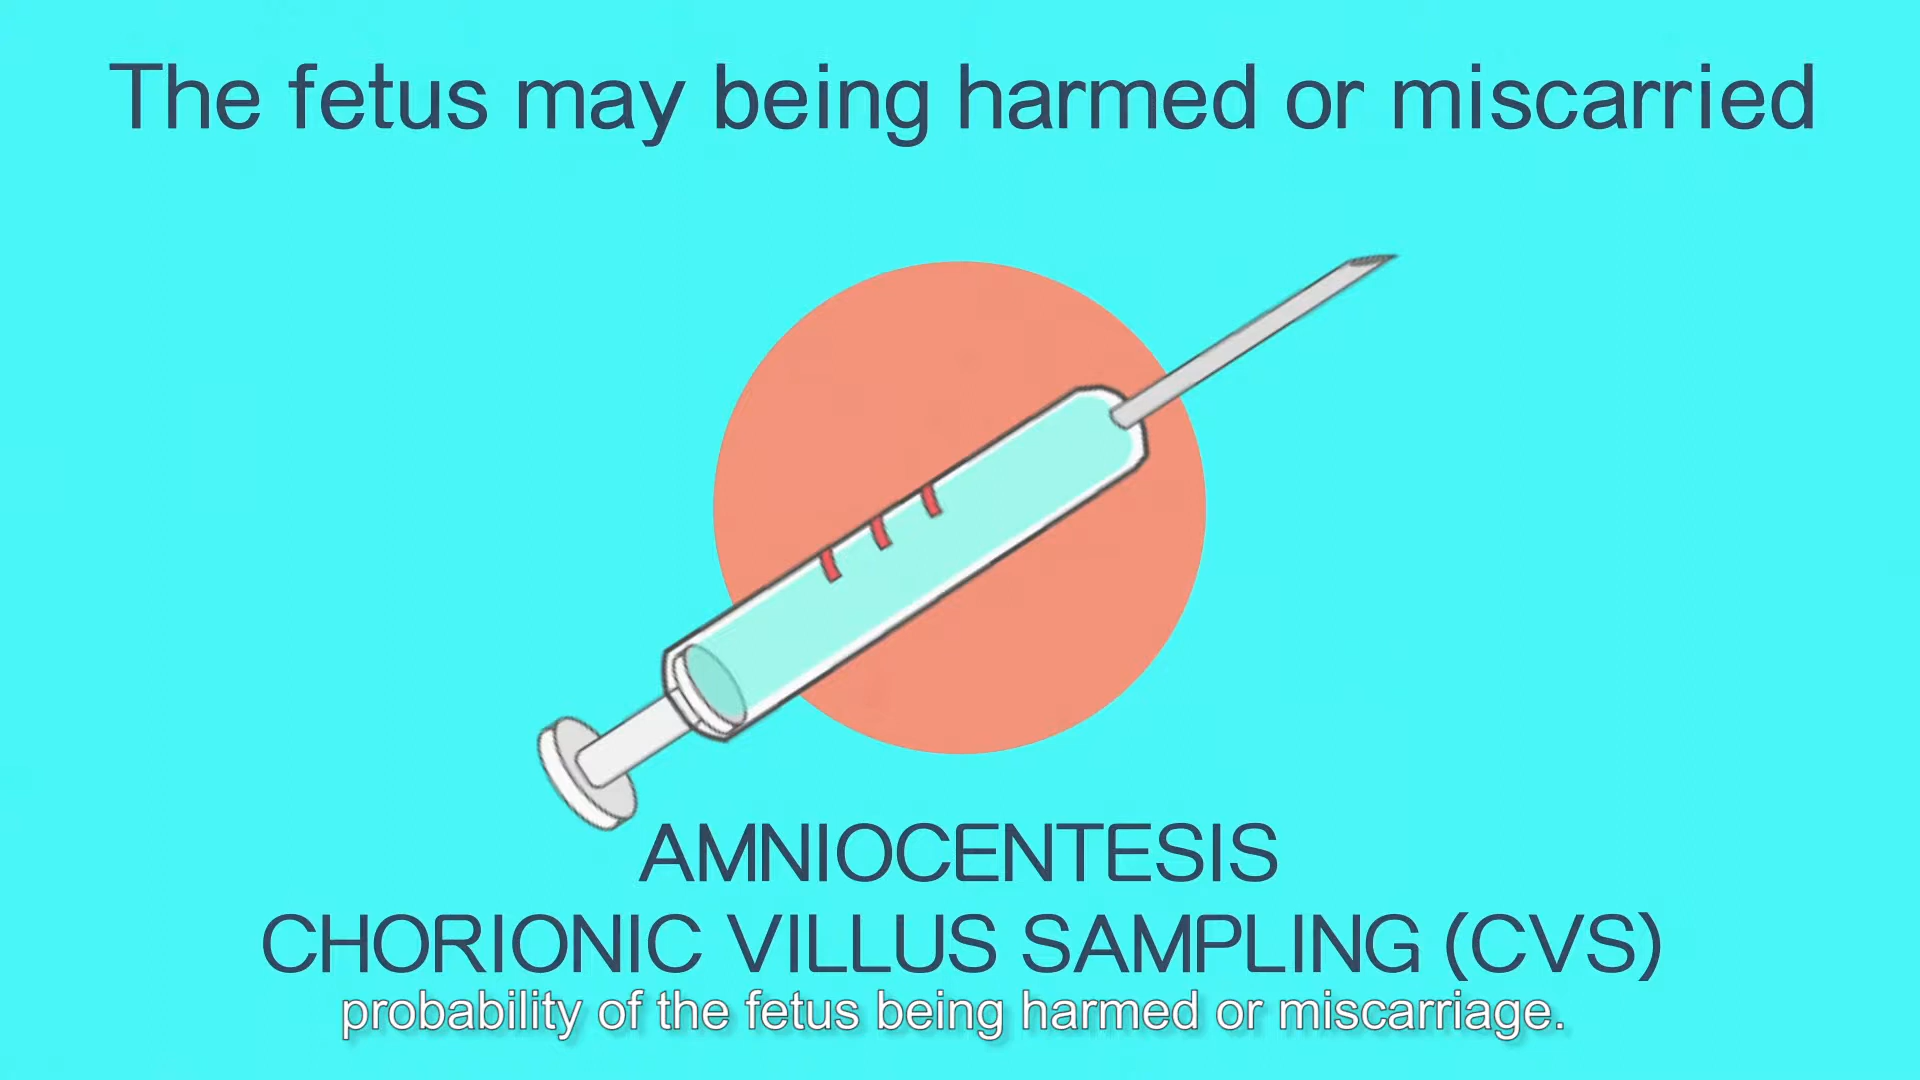 The fetus may being harmed or miscarried
AMNIOCENTESIS
CHORIONIC VILLUS SAMPLING (CVS)
probability of the fetus being harmed or miscarriage.